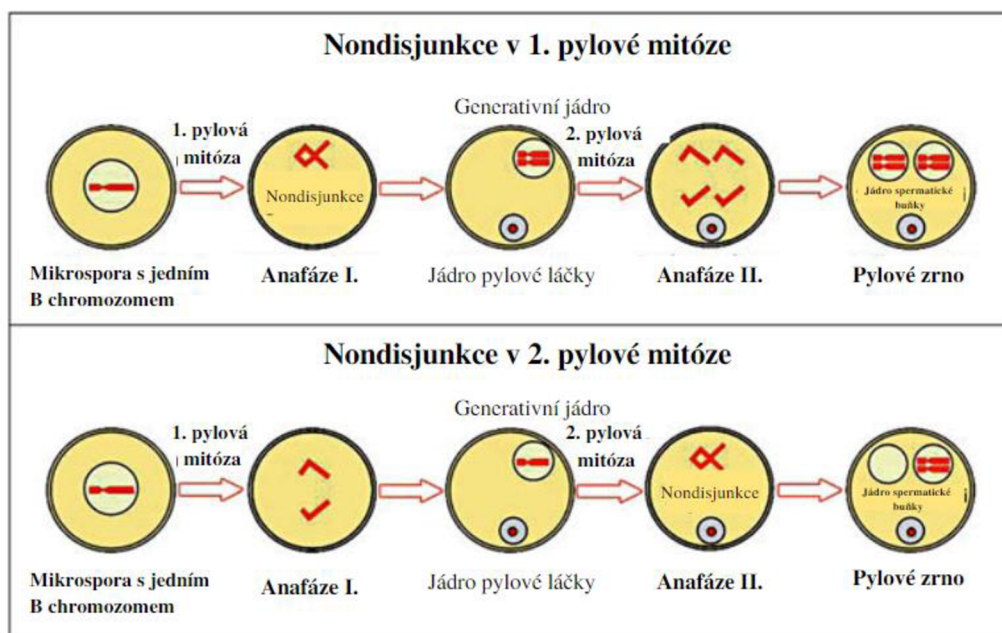 Nondisjunkce v 1. pylové mitóze
Generativní jádro
1. pylová
mitóza
2. pylová
mitóza
Nondisjunkce
Jádro spermatické
buňky
Mikrospora s jedním
B chromozomem
Anafáze I.
Jádro pylové láčky
Anafáze II.
Pylové zrno
Nondisjunkce v 2. pylové mitóze
Generativní jádro
1. pylová
mitóza
2. pylová
mitóza
Nondisjunkce
Jádro spermatické
buňky
Mikrospora s jedním
B chromozomem
Anafáze I.
Jádro pylové láčky
Anafáze II.
Pylové zrno